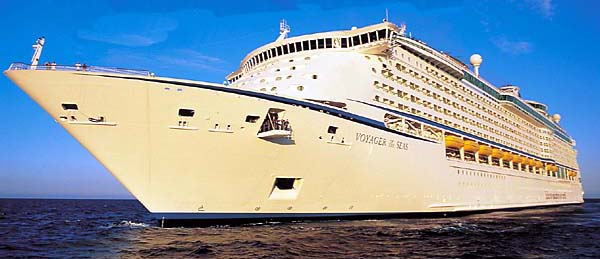 VOYAGER OF THE SEAS